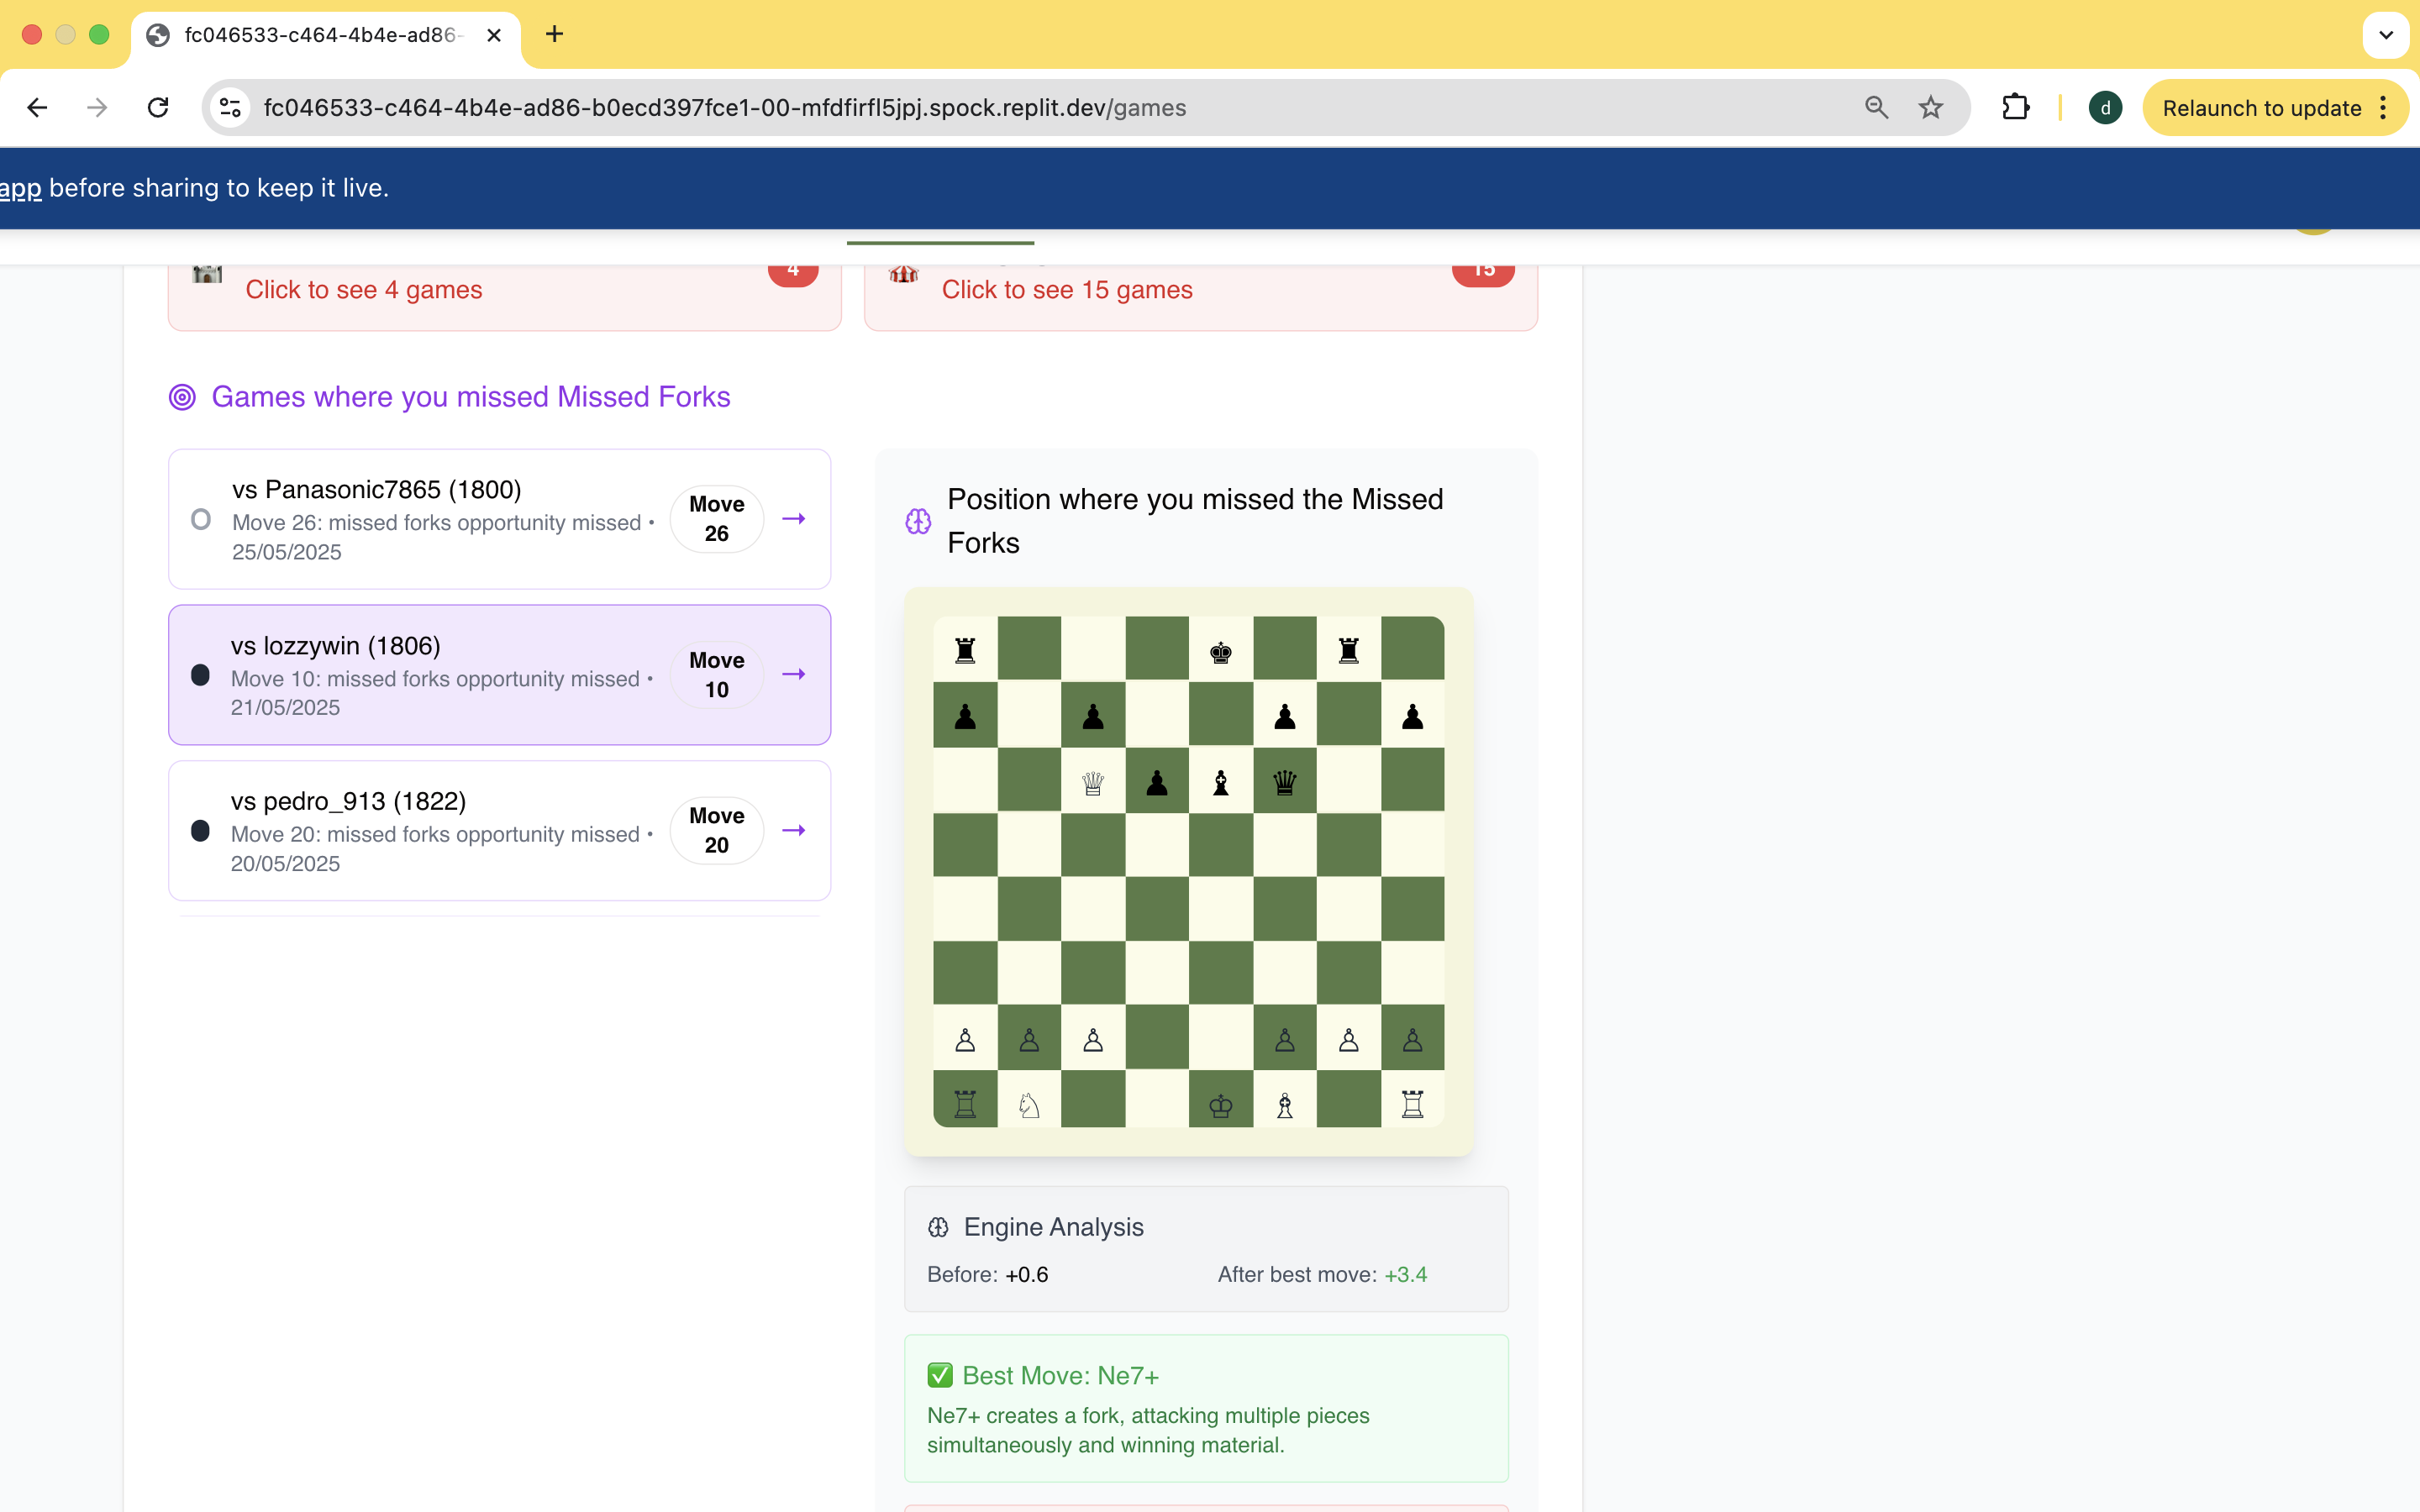 fc046533-c464-4b4e-ad86-
fc046533-c464-4b4e-ad86-b0ecd397fce1-00-mfdfirfl5jpj.spock.replit.dev/games
d
Relaunch to update
app before sharing to keep it live.
4
Click to see 4 games
15
Click to see 15 games
Games where you missed Missed Forks
vs Panasonic7865 (1800)
Move 26: missed forks opportunity missed •
25/05/2025
Move
26
vs lozzywin (1806)
Move 10: missed forks opportunity missed •
21/05/2025
Move
10
vs pedro_913 (1822)
Move 20: missed forks opportunity missed •
20/05/2025
Move
20
Position where you missed the Missed
Forks
Engine Analysis
Before: +0.6
After best move: +3.4
Best Move: Ne7+
Ne7+ creates a fork, attacking multiple pieces
simultaneously and winning material.